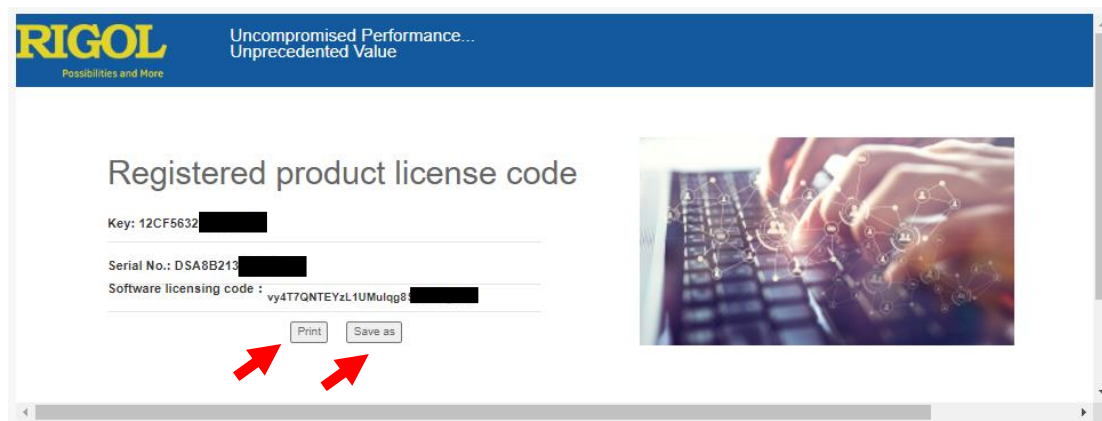 RIGOL
Possibilities and More
Uncompromised Performance...
Unprecedented Value
Registered product license code
Key: 12CF5632
Serial No.: DSA8B213
Software licensing code :
vy4T7QNTEYzL1UMulqg8
Print
Save as